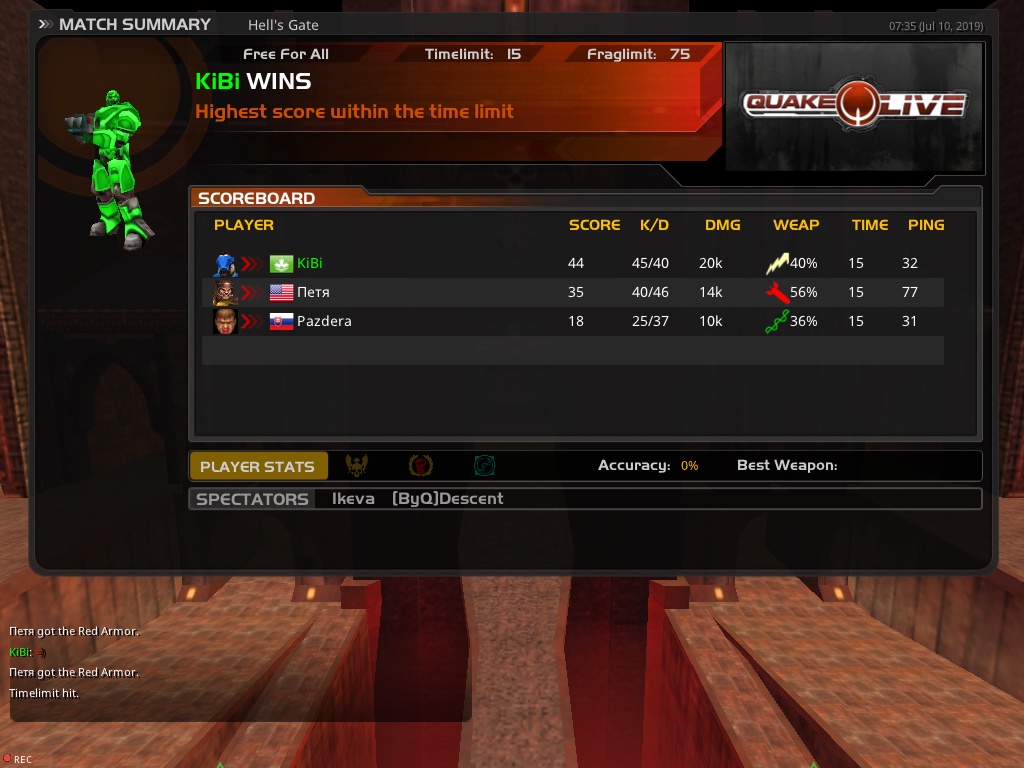 MATCH SUMMARY Hell's Gate 07:35 (Jul 10, 2019)
Free For All Timelimit: 15 Fraglimit: 75
KiBi WINS
Highest score within the time limit
QUAKE LIVE
SCOREBOARD
PLAYER SCORE K/D DMG WEAP TIME PING
KiBi 44 45/40 20k 40% 15 32
Петя 35 40/46 14k 56% 15 77
Pazdera 18 25/37 10k 36% 15 31
PLAYER STATS Accuracy: 0% Best Weapon:
SPECTATORS Ikeva [ByQ]Descent
Петя got the Red Armor.
KiBi: =)
Петя got the Red Armor.
Timelimit hit.
REC